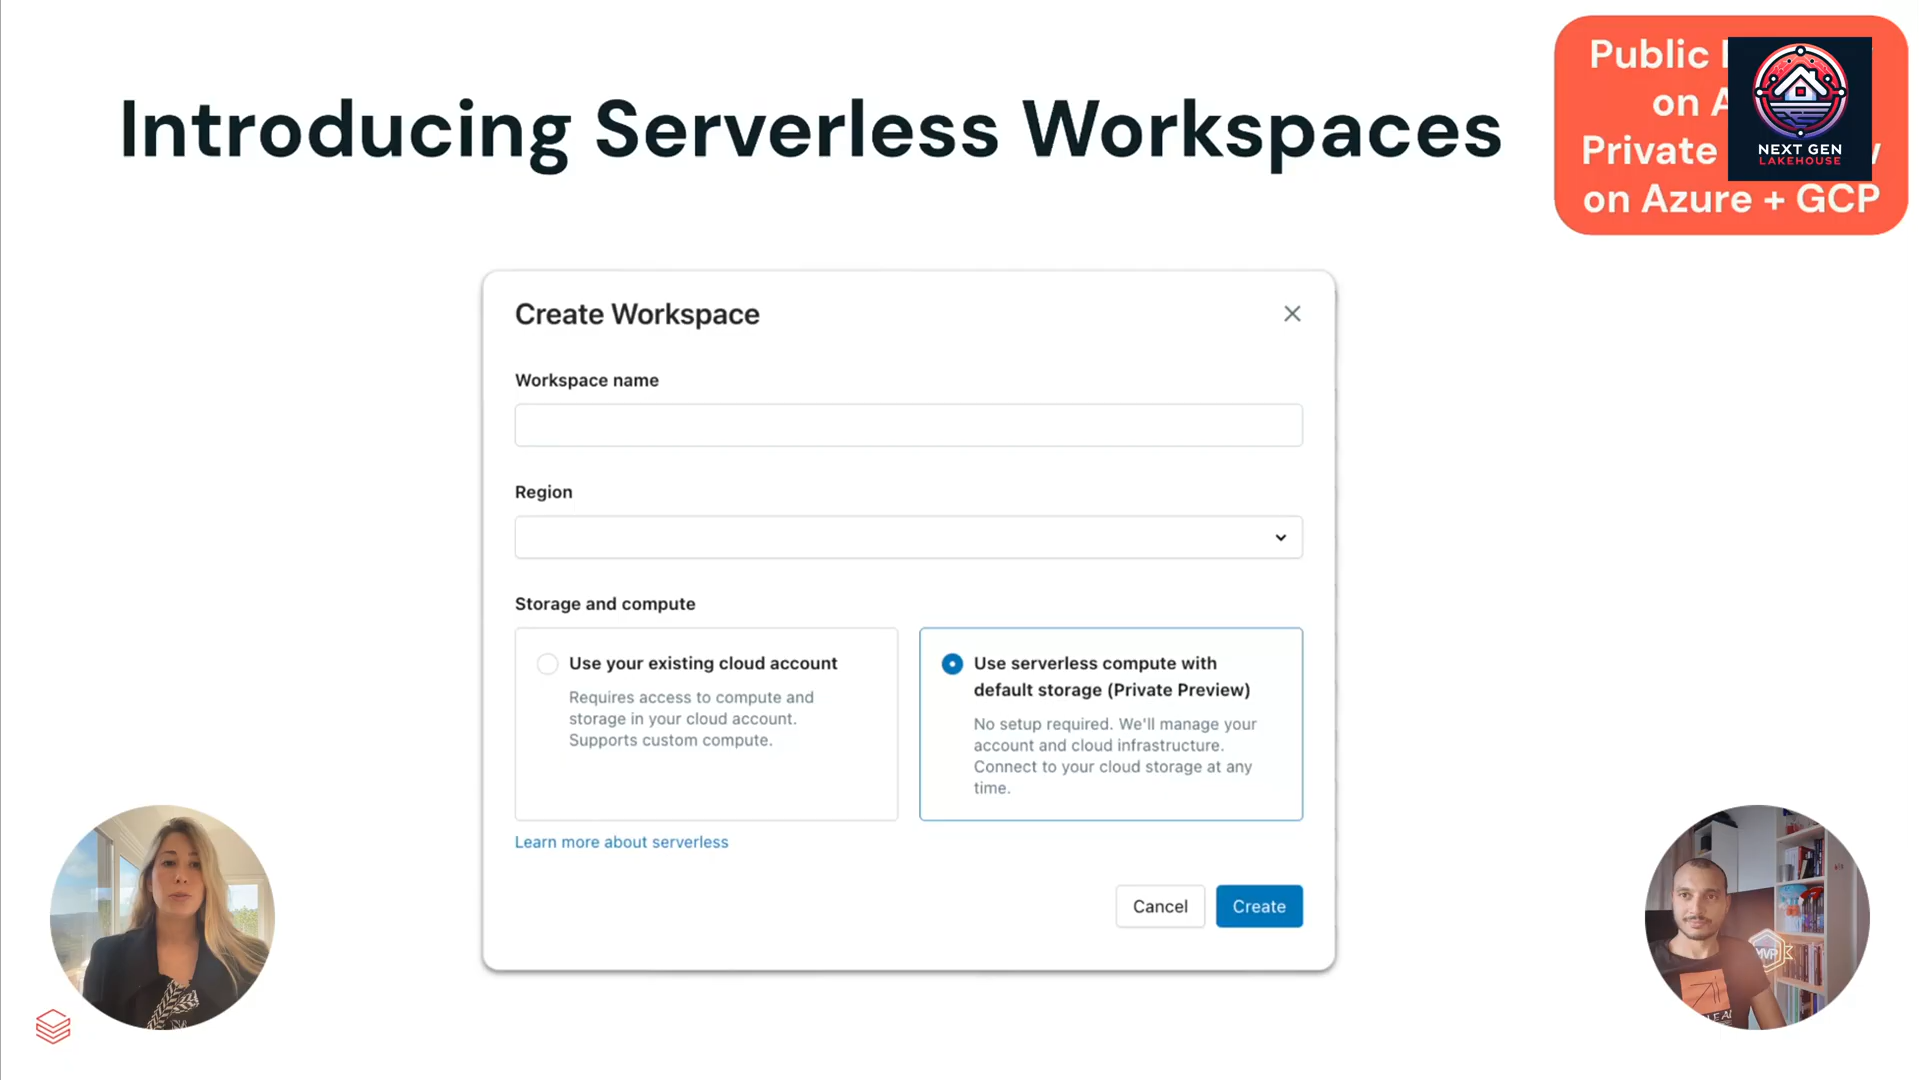 Introducing Serverless Workspaces
Public
on
Private
on Azure + GCP
NEXT GEN
LAKEHOUSE
Create Workspace
Workspace name
Region
Storage and compute
Use your existing cloud account
Requires access to compute and
storage in your cloud account.
Supports custom compute.
Use serverless compute with
default storage (Private Preview)
No setup required. We'll manage your
account and cloud infrastructure.
Connect to your cloud storage at any
time.
Learn more about serverless
Cancel
Create
MVP